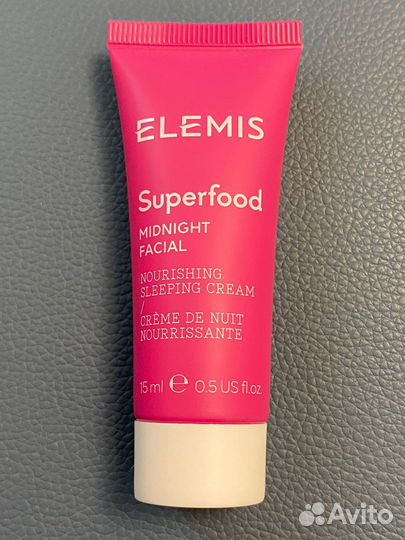 ELEMIS
Superfood
MIDNIGHT
FACIAL
NOURISHING
SLEEPING CREAM
/
CRÈME DE NUIT
NOURRISSANTE
15 ml e 0.5 US fl.oz.
Avito